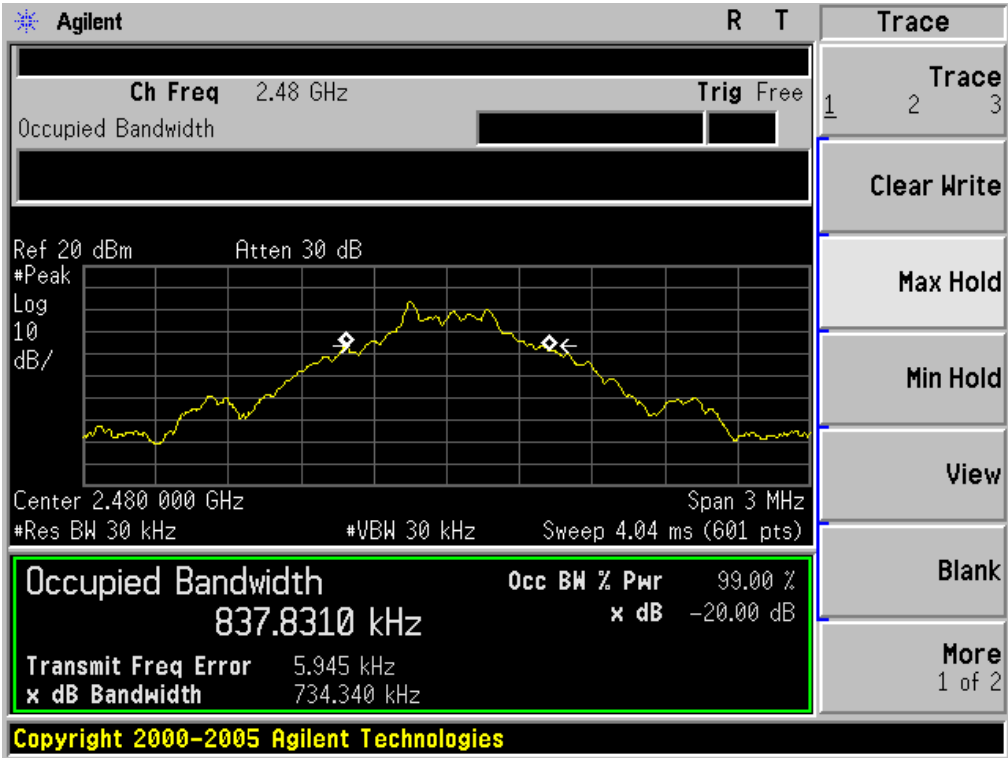 Agilent R T
Ch Freq 2.48 GHz Trig Free
Occupied Bandwidth
Ref 20 dBm Atten 30 dB
#Peak
Log
10
dB/
Center 2.480 000 GHz Span 3 MHz
#Res BW 30 kHz #VBW 30 kHz Sweep 4.04 ms (601 pts)
Occupied Bandwidth Occ BW % Pwr 99.00 %
837.8310 kHz x dB -20.00 dB
Transmit Freq Error 5.945 kHz
x dB Bandwidth 734.340 kHz
Copyright 2000-2005 Agilent Technologies
Trace
Trace
1 2 3
Clear Write
Max Hold
Min Hold
View
Blank
More
1 of 2